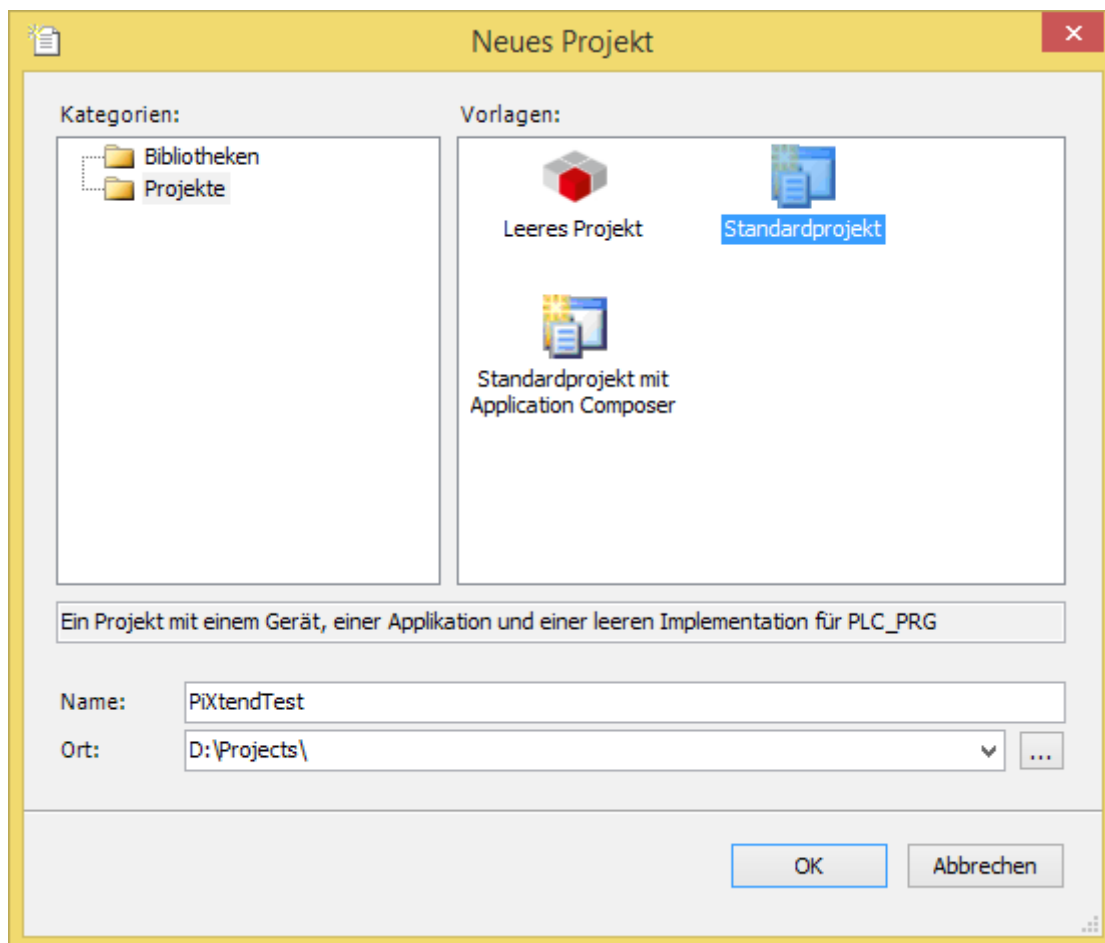 Neues Projekt
Kategorien:
Vorlagen:
Bibliotheken
Projekte
Leeres Projekt
Standardprojekt
Standardprojekt mit
Application Composer
Ein Projekt mit einem Gerät, einer Applikation und einer leeren Implementation für PLC_PRG
Name:
PiXtendTest
Ort:
D:\Projects\
...
OK
Abbrechen